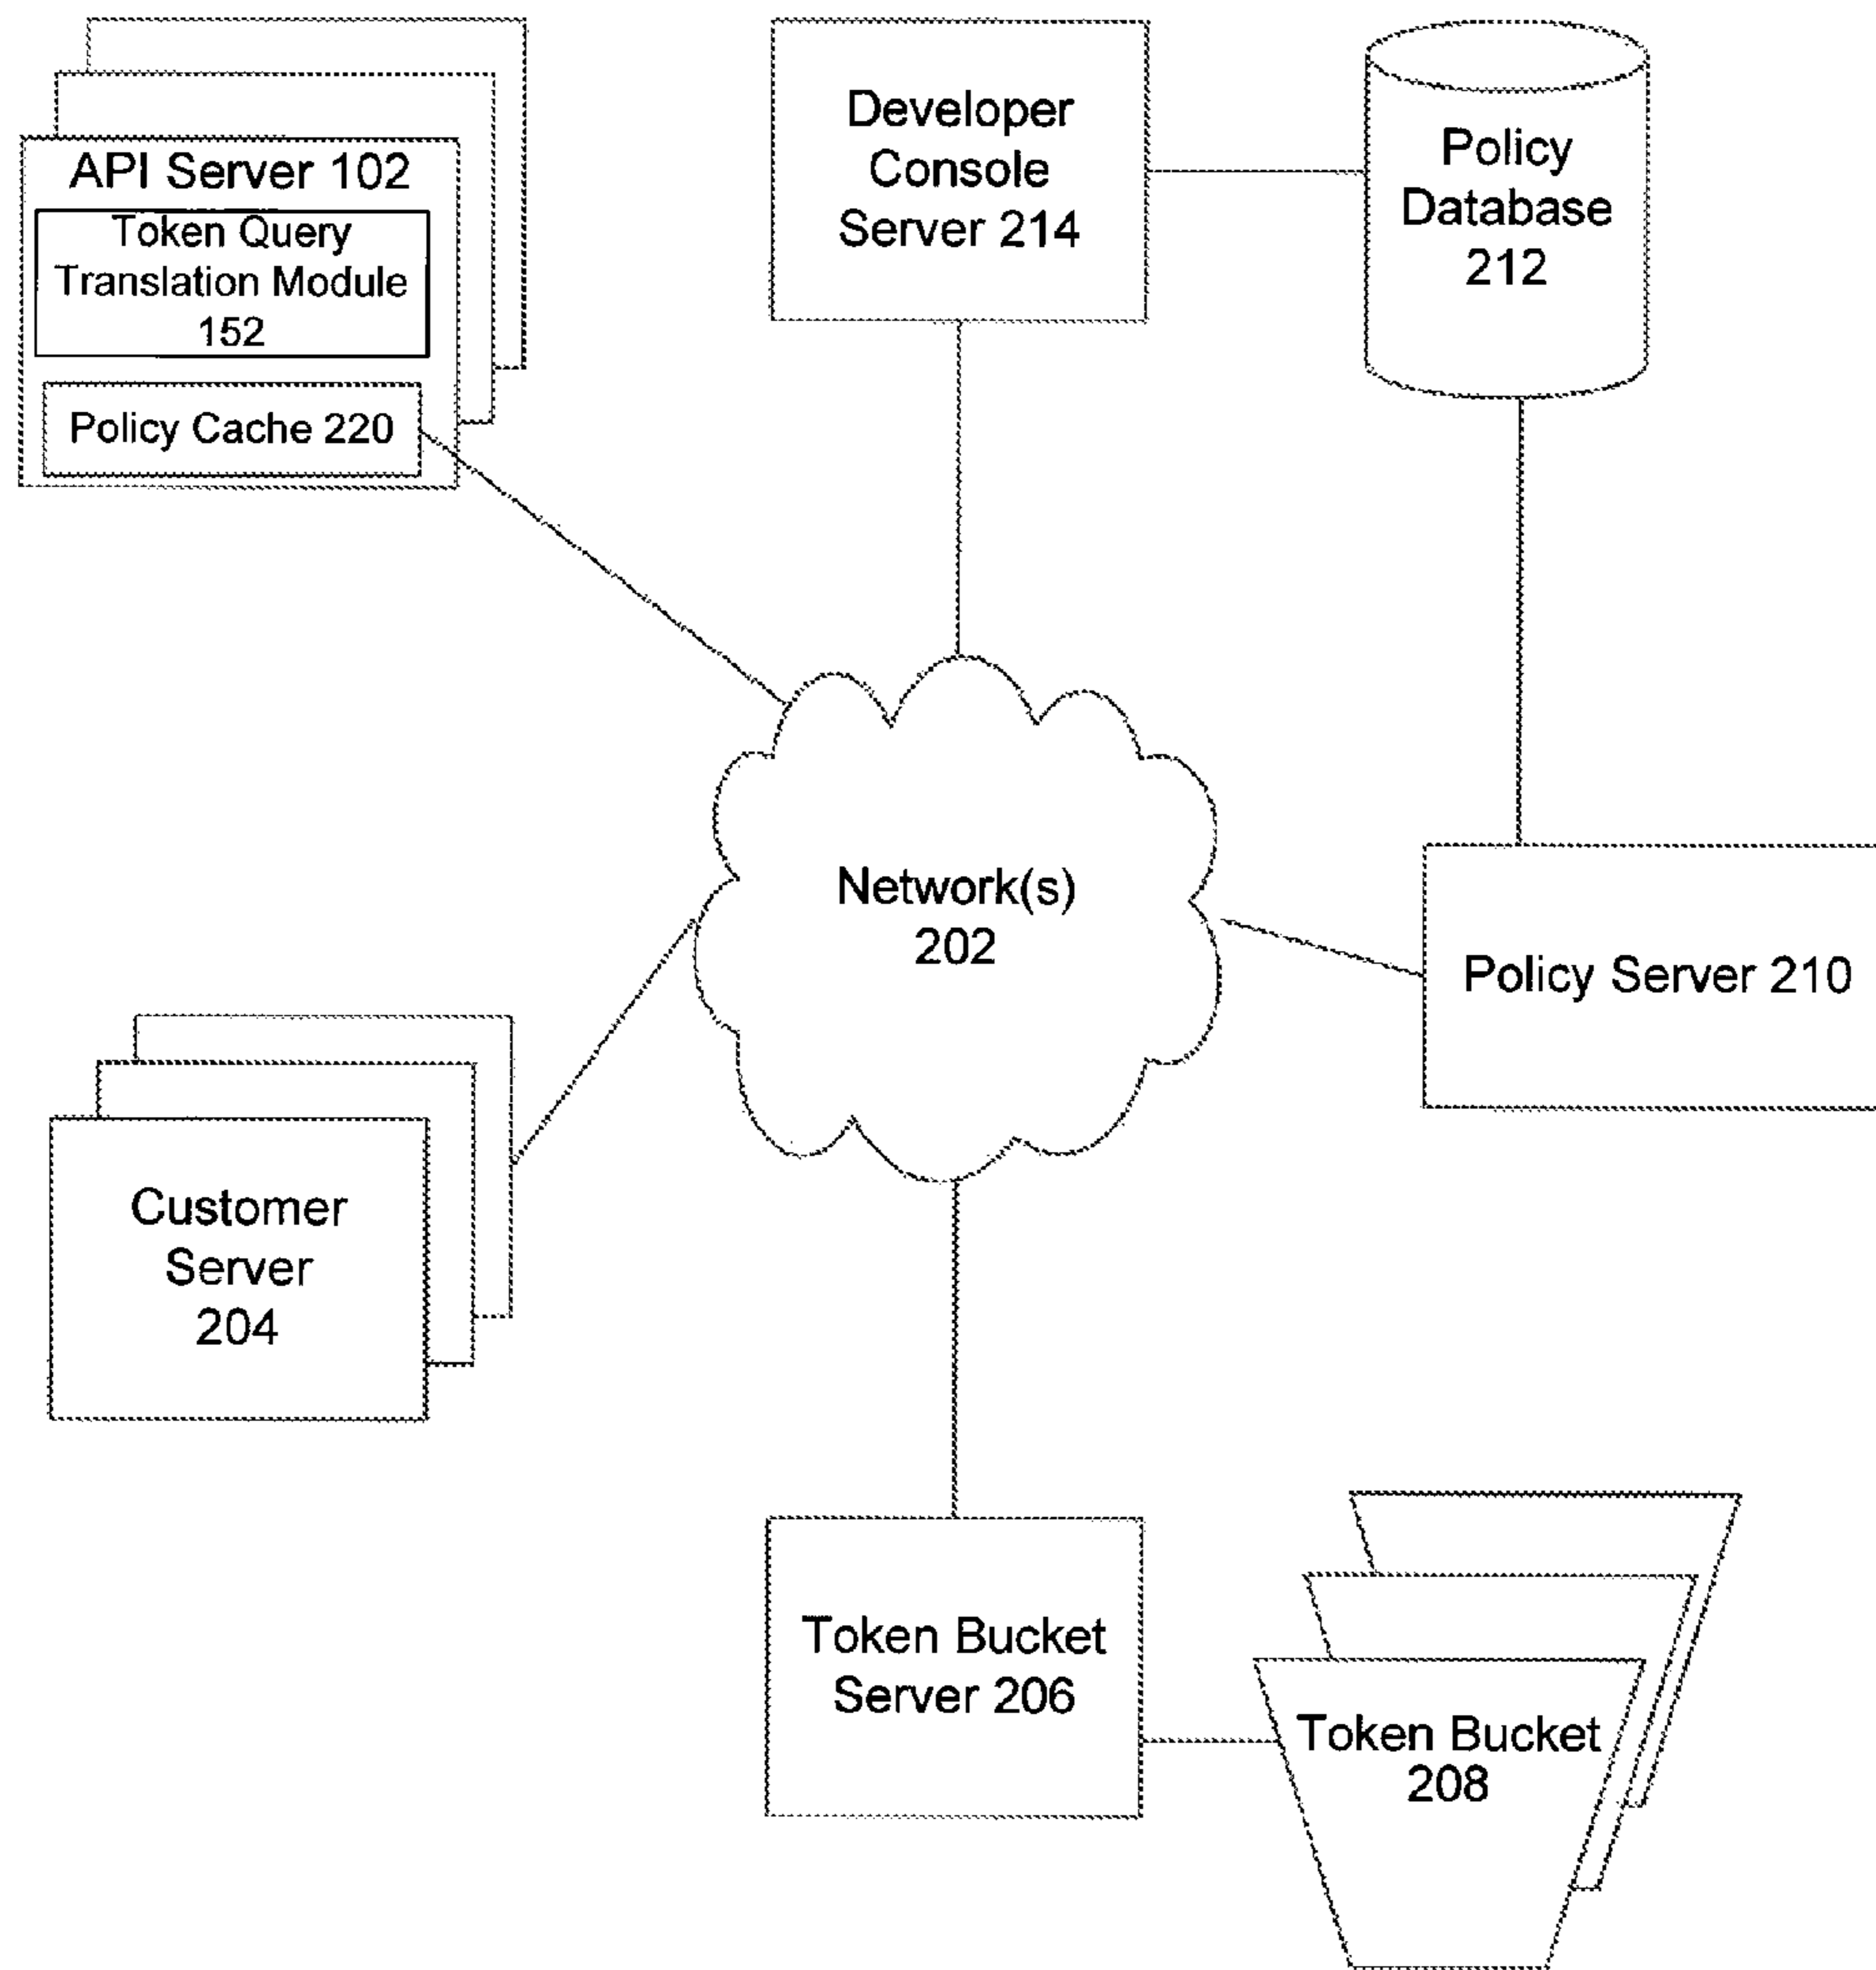 API Server 102
Token Query
Translation Module
152
Policy Cache 220
Developer
Console
Server 214
Policy
Database
212
Network(s)
202
Policy Server 210
Customer
Server
204
Token Bucket
Server 206
Token Bucket
208